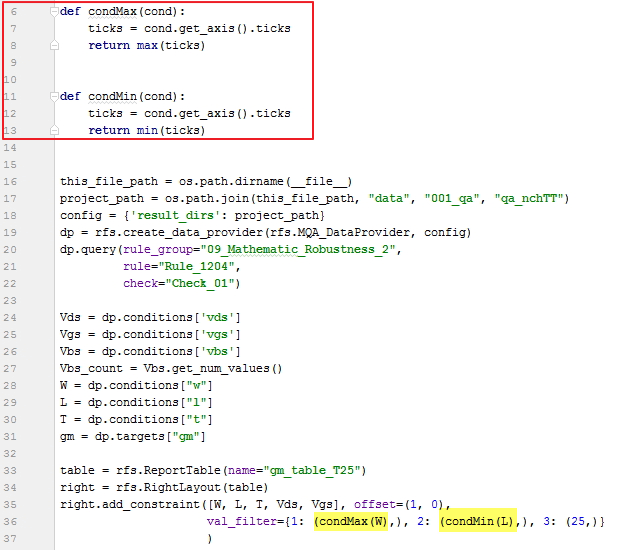 6 def condMax(cond):
7 ticks = cond.get_axis().ticks
8 return max(ticks)
9
10
11 def condMin(cond):
12 ticks = cond.get_axis().ticks
13 return min(ticks)
14
15
16 this_file_path = os.path.dirname(__file__)
17 project_path = os.path.join(this_file_path, "data", "001_qa", "qa_nchTT")
18 config = {'result_dirs': project_path}
19 dp = rfs.create_data_provider(rfs.MQA_DataProvider, config)
20 dp.query(rule_group="09_Mathematic_Robustness_2",
21 rule="Rule_1204",
22 check="Check_01")
23
24 Vds = dp.conditions['vds']
25 Vgs = dp.conditions['vgs']
26 Vbs = dp.conditions['vbs']
27 Vbs_count = Vbs.get_num_values()
28 W = dp.conditions["w"]
29 L = dp.conditions["l"]
30 T = dp.conditions["t"]
31 gm = dp.targets["gm"]
32
33 table = rfs.ReportTable(name="gm_table_T25")
34 right = rfs.RightLayout(table)
35 right.add_constraint([W, L, T, Vds, Vgs], offset=(1, 0),
36 val_filter={1: (condMax(W),), 2: (condMin(L),), 3: (25,)}
37 )